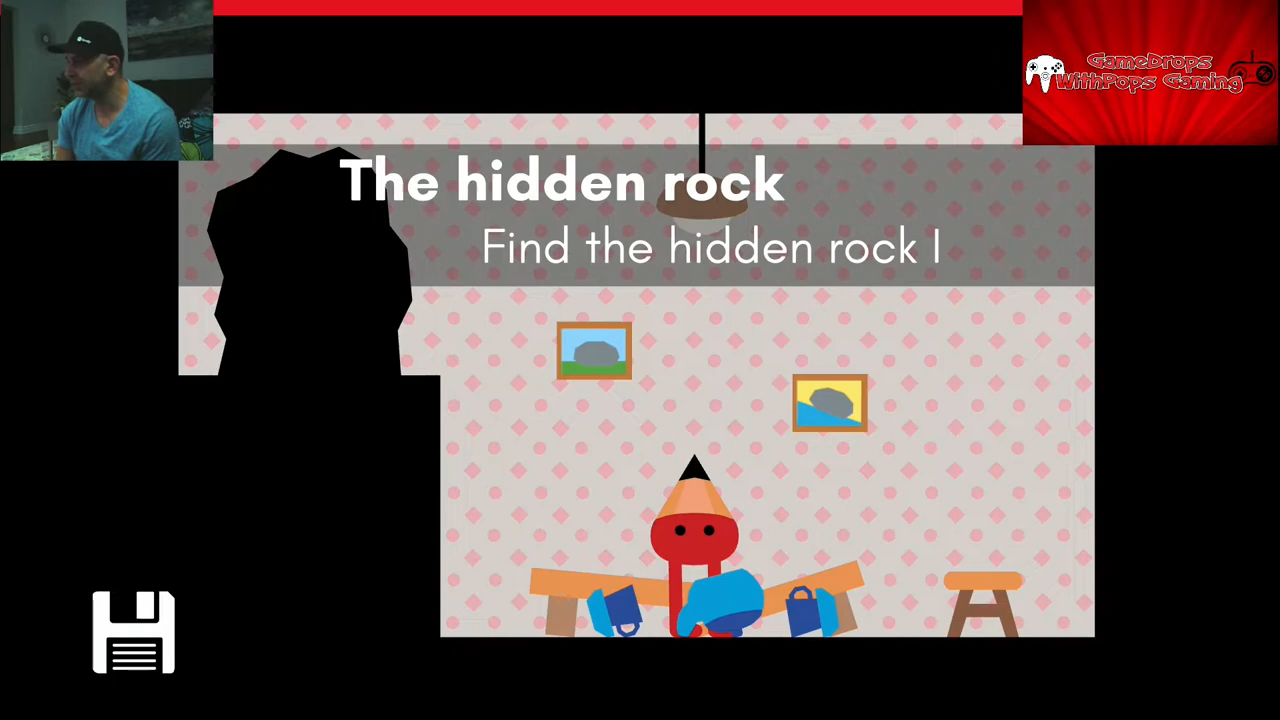 GameDrops
WithPops Gaming
The hidden rock
Find the hidden rock I